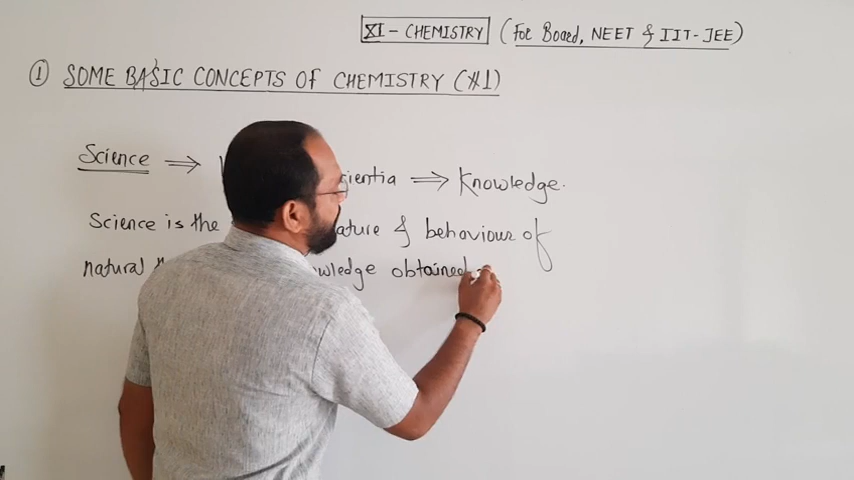 XI - CHEMISTRY (For Board, NEET & IIT-JEE)
① SOME BASIC CONCEPTS OF CHEMISTRY (#1)
Science ⟹ cientia ⟹ Knowledge.
Science is the ature & behaviour of
natural wledge obtained